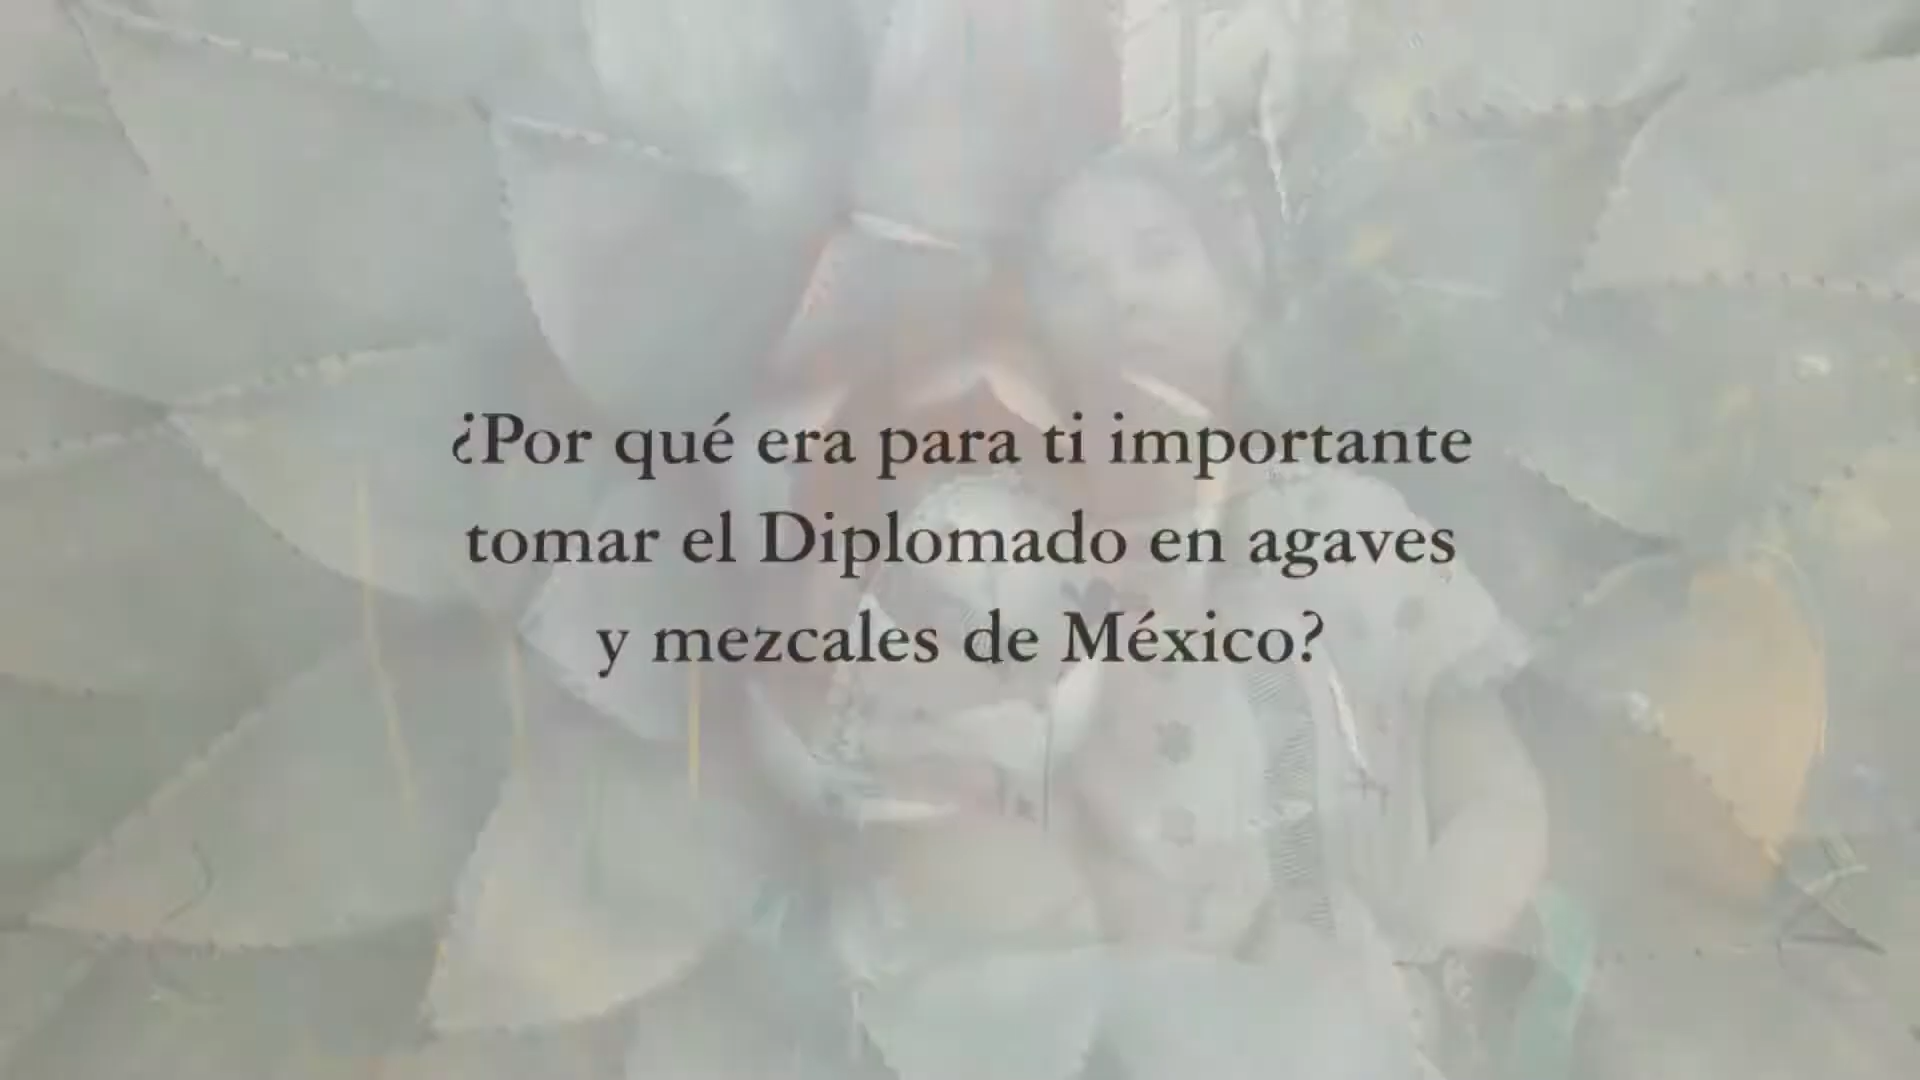 ¿Por qué era para ti importante
tomar el Diplomado en agaves
y mezcales de México?